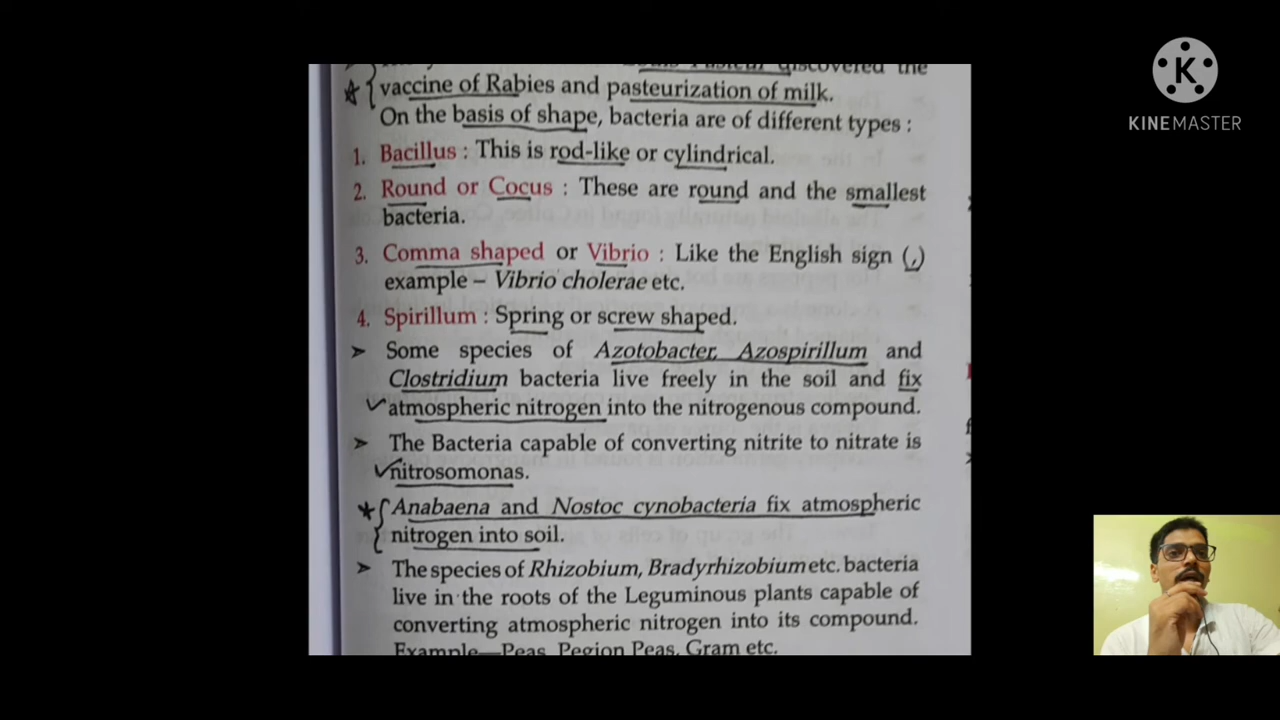 Louis Pasteur discovered the
vaccine of Rabies and pasteurization of milk.
On the basis of shape, bacteria are of different types :
1. Bacillus : This is rod-like or cylindrical.
2. Round or Cocus : These are round and the smallest
bacteria.
3. Comma shaped or Vibrio : Like the English sign (,)
example – Vibrio cholerae etc.
4. Spirillum : Spring or screw shaped.
➤ Some species of Azotobacter, Azospirillum and
Clostridium bacteria live freely in the soil and fix
atmospheric nitrogen into the nitrogenous compound.
➤ The Bacteria capable of converting nitrite to nitrate is
nitrosomonas.
Anabaena and Nostoc cynobacteria fix atmospheric
nitrogen into soil.
➤ The species of Rhizobium, Bradyrhizobium etc. bacteria
live in the roots of the Leguminous plants capable of
converting atmospheric nitrogen into its compound.
Example—Peas, Pegion Peas, Gram etc.
K
KINEMASTER